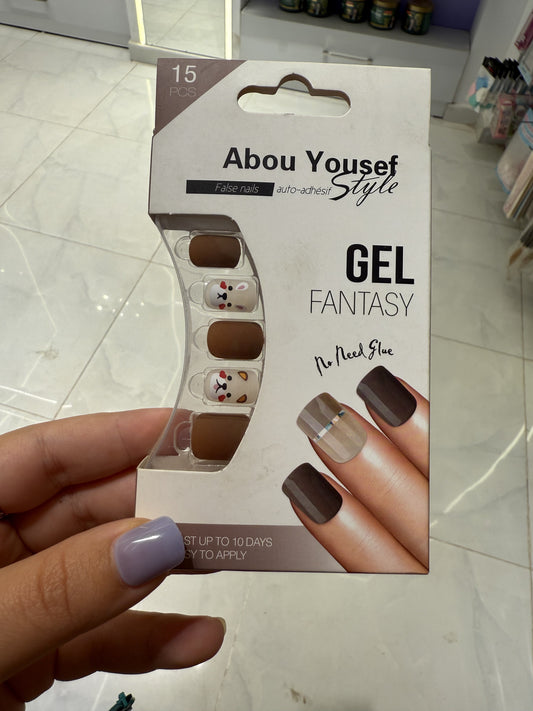 15
PCS
Abou Yousef
False nails auto-adhésif Style
GEL
FANTASY
No Need Glue
ST UP TO 10 DAYS
SY TO APPLY